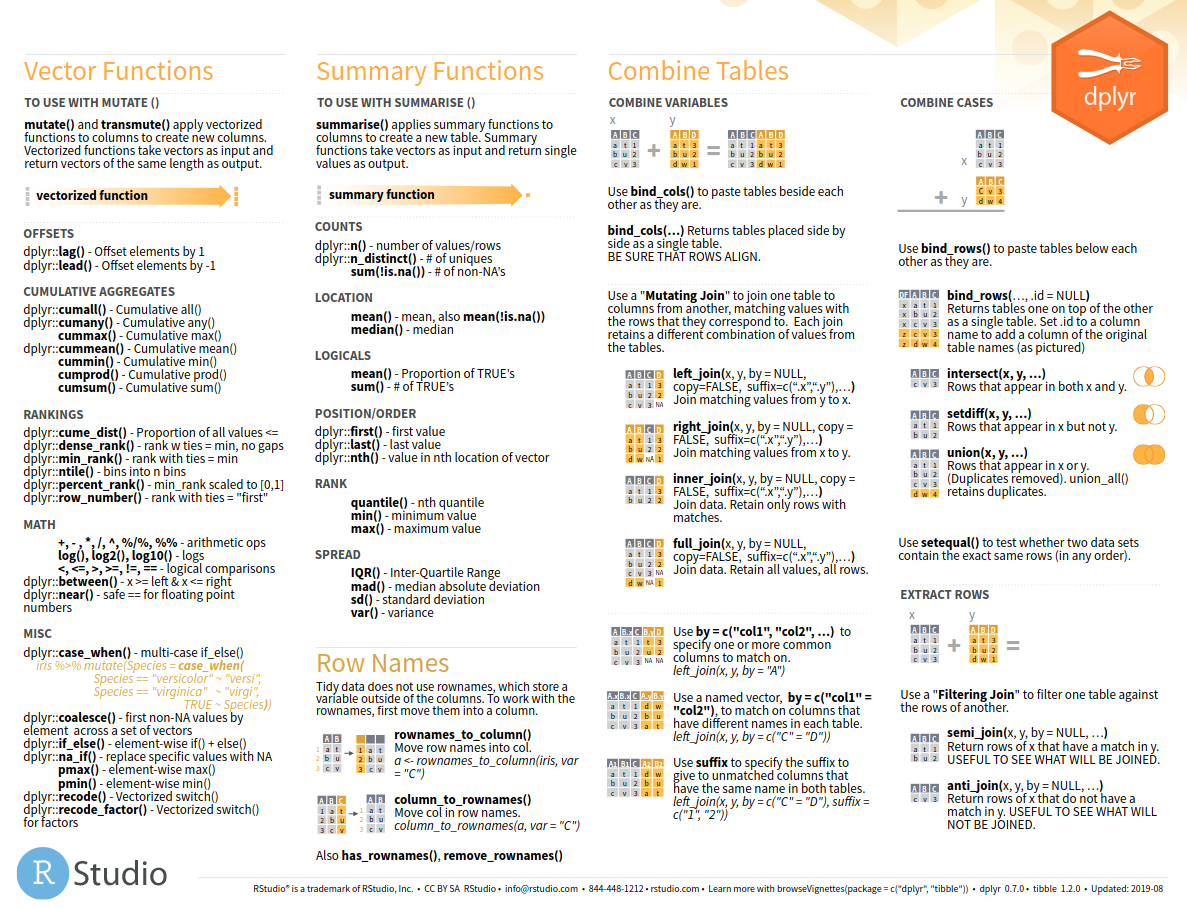 dplyr
Vector Functions
TO USE WITH MUTATE ()
mutate() and transmute() apply vectorized
functions to columns to create new columns.
Vectorized functions take vectors as input and
return vectors of the same length as output.
vectorized function
OFFSETS
dplyr::lag() - Offset elements by 1
dplyr::lead() - Offset elements by -1
CUMULATIVE AGGREGATES
dplyr::cumall() - Cumulative all()
dplyr::cumany() - Cumulative any()
cummax() - Cumulative max()
dplyr::cummean() - Cumulative mean()
cummin() - Cumulative min()
cumprod() - Cumulative prod()
cumsum() - Cumulative sum()
RANKINGS
dplyr::cume_dist() - Proportion of all values <=
dplyr::dense_rank() - rank w ties = min, no gaps
dplyr::min_rank() - rank with ties = min
dplyr::ntile() - bins into n bins
dplyr::percent_rank() - min_rank scaled to [0,1]
dplyr::row_number() - rank with ties = "first"
MATH
+, - , *, /, ^, %/%, %% - arithmetic ops
log(), log2(), log10() - logs
<, <=, >, >=, !=, == - logical comparisons
dplyr::between() - x >= left & x <= right
dplyr::near() - safe == for floating point
numbers
MISC
dplyr::case_when() - multi-case if_else()
iris %>% mutate(Species = case_when(
Species == "versicolor" ~ "versi",
Species == "virginica" ~ "virgi",
TRUE ~ Species))
dplyr::coalesce() - first non-NA values by
element across a set of vectors
dplyr::if_else() - element-wise if() + else()
dplyr::na_if() - replace specific values with NA
pmax() - element-wise max()
pmin() - element-wise min()
dplyr::recode() - Vectorized switch()
dplyr::recode_factor() - Vectorized switch()
for factors
Summary Functions
TO USE WITH SUMMARISE ()
summarise() applies summary functions to
columns to create a new table. Summary
functions take vectors as input and return single
values as output.
summary function
COUNTS
dplyr::n() - number of values/rows
dplyr::n_distinct() - # of uniques
sum(!is.na()) - # of non-NA's
LOCATION
mean() - mean, also mean(!is.na())
median() - median
LOGICALS
mean() - Proportion of TRUE's
sum() - # of TRUE's
POSITION/ORDER
dplyr::first() - first value
dplyr::last() - last value
dplyr::nth() - value in nth location of vector
RANK
quantile() - nth quantile
min() - minimum value
max() - maximum value
SPREAD
IQR() - Inter-Quartile Range
mad() - median absolute deviation
sd() - standard deviation
var() - variance
Row Names
Tidy data does not use rownames, which store a
variable outside of the columns. To work with the
rownames, first move them into a column.
rownames_to_column()
Move row names into col.
a <- rownames_to_column(iris, var
= "C")
column_to_rownames()
Move col in row names.
column_to_rownames(a, var = "C")
Also has_rownames(), remove_rownames()
Combine Tables
COMBINE VARIABLES
x y
A B C A B D A B C A B D
a t 1 + a t 3 = a t 1 a t 3
b u 2 b u 2 b u 2 b u 2
c v 3 d w 1 c v 3 d w 1
Use bind_cols() to paste tables beside each
other as they are.
bind_cols(…) Returns tables placed side by
side as a single table.
BE SURE THAT ROWS ALIGN.
Use a "Mutating Join" to join one table to
columns from another, matching values with
the rows that they correspond to. Each join
retains a different combination of values from
the tables.
left_join(x, y, by = NULL,
copy=FALSE, suffix=c(“.x”,“.y”),…)
Join matching values from y to x.
right_join(x, y, by = NULL, copy =
FALSE, suffix=c(“.x”,“.y”),…)
Join matching values from x to y.
inner_join(x, y, by = NULL, copy =
FALSE, suffix=c(“.x”,“.y”),…)
Join data. Retain only rows with
matches.
full_join(x, y, by = NULL,
copy=FALSE, suffix=c(“.x”,“.y”),…)
Join data. Retain all values, all rows.
Use by = c("col1", "col2", …) to
specify one or more common
columns to match on.
left_join(x, y, by = "A")
Use a named vector, by = c("col1" =
"col2"), to match on columns that
have different names in each table.
left_join(x, y, by = c("C" = "D"))
Use suffix to specify the suffix to
give to unmatched columns that
have the same name in both tables.
left_join(x, y, by = c("C" = "D"), suffix =
c("1", "2"))
COMBINE CASES
A B C
a t 1
x b u 2
c v 3
A B C
C v 3
+ y d w 4
Use bind_rows() to paste tables below each
other as they are.
bind_rows(…, .id = NULL)
Returns tables one on top of the other
as a single table. Set .id to a column
name to add a column of the original
table names (as pictured)
intersect(x, y, …)
Rows that appear in both x and y.
setdiff(x, y, …)
Rows that appear in x but not y.
union(x, y, …)
Rows that appear in x or y.
(Duplicates removed). union_all()
retains duplicates.
Use setequal() to test whether two data sets
contain the exact same rows (in any order).
EXTRACT ROWS
x y
A B C A B D
a t 1 + a t 3 =
b u 2 b u 2
c v 3 d w 1
Use a "Filtering Join" to filter one table against
the rows of another.
semi_join(x, y, by = NULL, …)
Return rows of x that have a match in y.
USEFUL TO SEE WHAT WILL BE JOINED.
anti_join(x, y, by = NULL, …)
Return rows of x that do not have a
match in y. USEFUL TO SEE WHAT WILL
NOT BE JOINED.
R Studio
RStudio® is a trademark of RStudio, Inc. • CC BY SA RStudio • info@rstudio.com • 844-448-1212 • rstudio.com • Learn more with browseVignettes(package = c("dplyr", "tibble")) • dplyr 0.7.0 • tibble 1.2.0 • Updated: 2019-08